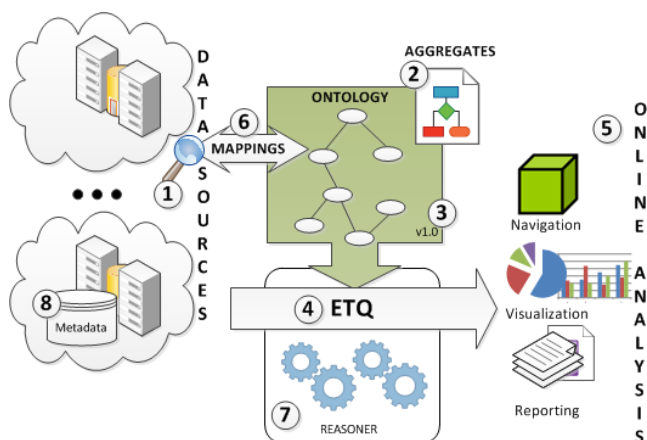 DATA SOURCES
AGGREGATES
2
ONTOLOGY
6
MAPPINGS
1
3
v1.0
5
ONLINE ANALYSIS
Navigation
8
Metadata
4 ETQ
Visualization
7
REASONER
Reporting